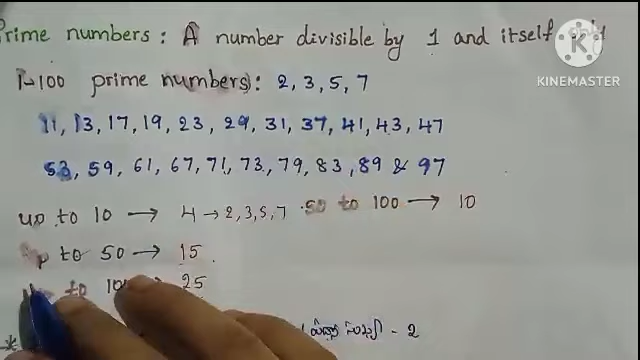 Prime numbers: A number divisible by 1 and itself
KINEMASTER
1-100 prime numbers): 2, 3, 5, 7
11, 13, 17, 19, 23, 29, 31, 37, 41, 43, 47
53, 59, 61, 67, 71, 73, 79, 83, 89 & 97
up to 10 → 4 → 2, 3, 5, 7 50 to 100 → 10
up to 50 → 15
to 25
- 2